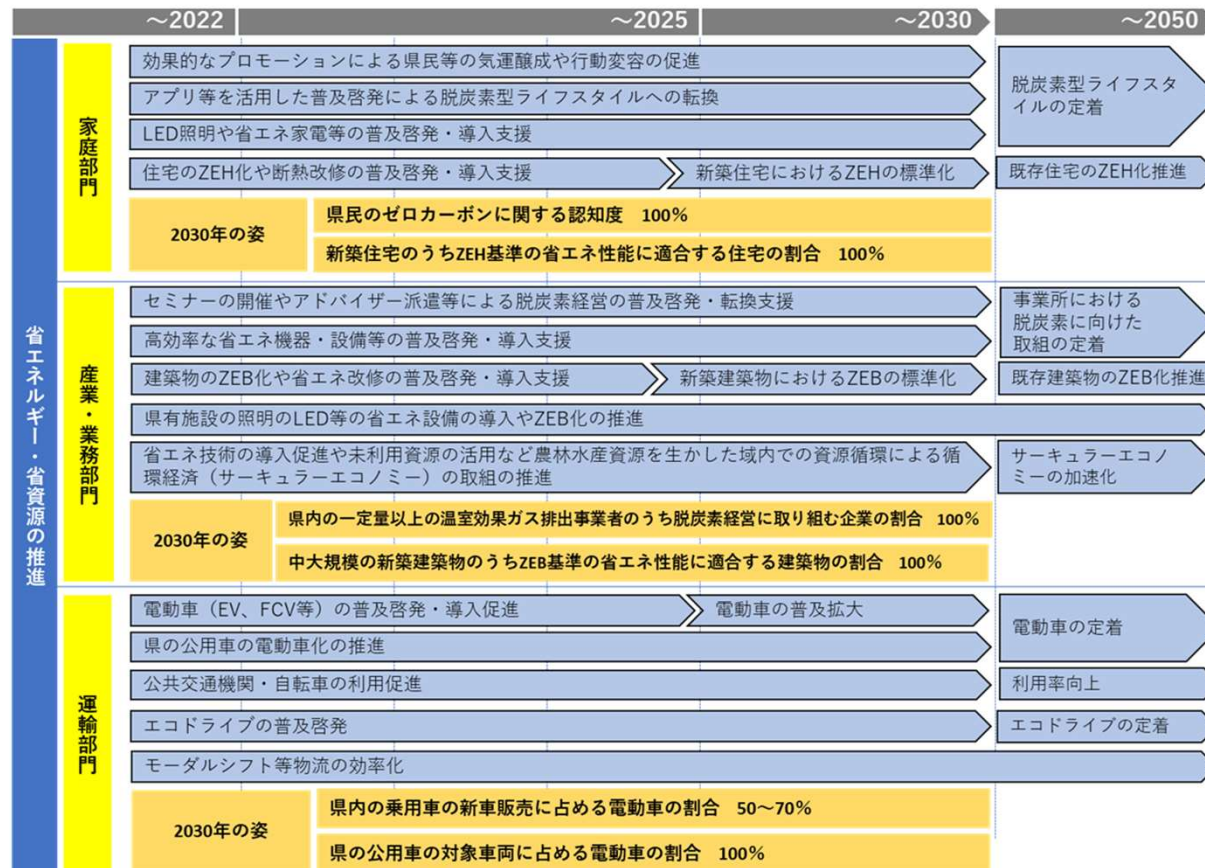 ~2022
~2025
~2030
~2050
省エネルギー・省資源の推進
家庭部門
効果的なプロモーションによる県民等の気運醸成や行動変容の促進
アプリ等を活用した普及啓発による脱炭素型ライフスタイルへの転換
LED照明や省エネ家電等の普及啓発・導入支援
脱炭素型ライフスタ
イルの定着
住宅のZEH化や断熱改修の普及啓発・導入支援
新築住宅におけるZEHの標準化
既存住宅のZEH化推進
2030年の姿
県民のゼロカーボンに関する認知度 100%
新築住宅のうちZEH基準の省エネ性能に適合する住宅の割合 100%
産業・業務部門
セミナーの開催やアドバイザー派遣等による脱炭素経営の普及啓発・転換支援
高効率な省エネ機器・設備等の普及啓発・導入支援
事業所における
脱炭素に向けた
取組の定着
建築物のZEB化や省エネ改修の普及啓発・導入支援
新築建築物におけるZEBの標準化
既存建築物のZEB化推進
県有施設の照明のLED等の省エネ設備の導入やZEB化の推進
省エネ技術の導入促進や未利用資源の活用など農林水産資源を生かした域内での資源循環による循
環経済（サーキュラーエコノミー）の取組の推進
サーキュラーエコノ
ミーの加速化
2030年の姿
県内の一定量以上の温室効果ガス排出事業者のうち脱炭素経営に取り組む企業の割合 100%
中大規模の新築建築物のうちZEB基準の省エネ性能に適合する建築物の割合 100%
運輸部門
電動車（EV、FCV等）の普及啓発・導入促進
電動車の普及拡大
電動車の定着
県の公用車の電動車化の推進
公共交通機関・自転車の利用促進
利用率向上
エコドライブの普及啓発
エコドライブの定着
モーダルシフト等物流の効率化
2030年の姿
県内の乗用車の新車販売に占める電動車の割合 50～70%
県の公用車の対象車両に占める電動車の割合 100%